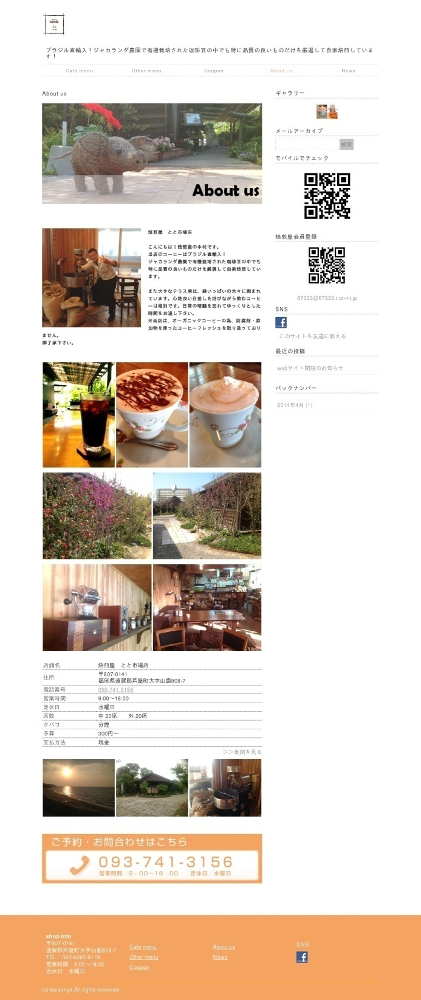 ブラジル直輸入！ジャカランダ農園で有機栽培された珈琲豆の中でも特に品質の良いものだけを厳選して自家焙煎していま
す！
Cafe menu
Other menu
Coupon
About us
News
About us
About us
焙煎屋　とと市場店
こんにちは！焙煎屋の中村です。
当店のコーヒーはブラジル直輸入！
ジャカランダ農園で有機栽培された珈琲豆の中でも
特に品質の良いものだけを厳選して自家焙煎してい
ます。
また大きなテラス席は、緑いっぱいの木々に囲まれ
ています。心地良い日差しを浴びながら飲むコーヒ
ーは格別です。日常の喧騒を忘れてゆっくりとした
時間をお過し下さい。
※当店は、オーガニックコーヒーの為、防腐剤・添
加物を使ったコーヒーフレッシュを取り扱っており
ません。
御了承下さい。
店舗名　焙煎屋　とと市場店
住所　〒807-0141
福岡県遠賀郡芦屋町大字山鹿808-7
電話番号　093-741-3156
営業時間　9:00～18:00
定休日　水曜日
席数　中 20席　　外 20席
タバコ　分煙
予算　300円～
支払方法　現金
＞＞地図を見る
ご予約・お問合わせはこちら
093-741-3156
営業時間／9：00～18：00　定休日／水曜日
ギャラリー
メールアーカイブ
検索
モバイルでチェック
焙煎屋会員登録
67333@67333.r.at-ml.jp
SNS
このサイトを友達に教える
最近の投稿
webサイト開設のお知らせ
バックナンバー
2014年4月 (1)
shop info
〒807-0141
遠賀郡芦屋町大字山鹿808-7
TEL　080-4285-8178
営業時間　9:00～18:00
定休日　水曜日
Cafe menu
Other menu
Coupon
About us
News
SNS
(c) baisenya All rights reserved